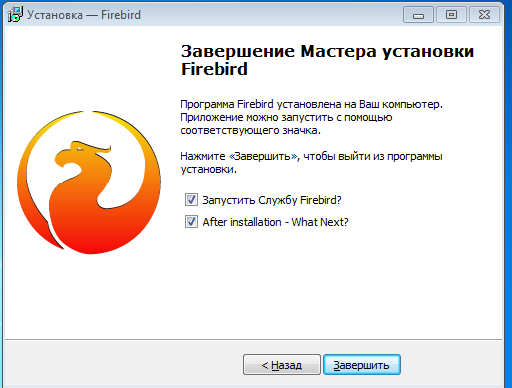 Установка — Firebird
Завершение Мастера установки
Firebird
Программа Firebird установлена на Ваш компьютер.
Приложение можно запустить с помощью
соответствующего значка.
Нажмите «Завершить», чтобы выйти из программы
установки.
Запустить Службу Firebird?
After installation - What Next?
< Назад
Завершить